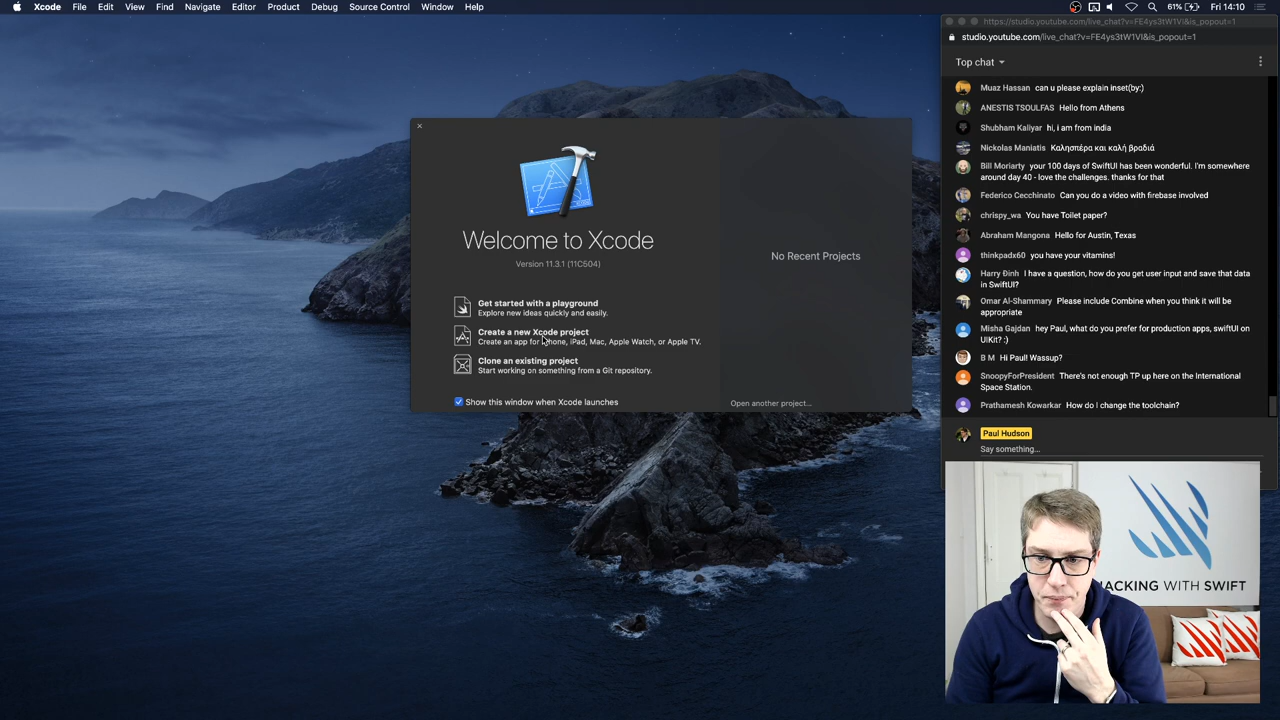 Xcode File Edit View Find Navigate Editor Product Debug Source Control Window Help
61% Fri 14:10
https://studio.youtube.com/live_chat?v=FE4ys3tW1VI&is_popout=1
studio.youtube.com/live_chat?v=FE4ys3tW1VI&is_popout=1
Top chat
Muaz Hassan can u please explain inset(by:)
ANESTIS TSOULFAS Hello from Athens
Shubham Kaliyar hi, i am from india
Nickolas Maniatis Καλησπέρα και καλή βραδιά
Bill Moriarty your 100 days of SwiftUI has been wonderful. I'm somewhere
around day 40 - love the challenges. thanks for that
Federico Cecchinato Can you do a video with firebase involved
chrispy_wa You have Toilet paper?
Abraham Mangona Hello for Austin, Texas
thinkpadx60 you have your vitamins!
Harry Đinh I have a question, how do you get user input and save that data
in SwiftUI?
Omar Al-Shammary Please include Combine when you think it will be
appropriate
Misha Gajdan hey Paul, what do you prefer for production apps, swiftUI on
UIKit? :)
B M Hi Paul! Wassup?
SnoopyForPresident There's not enough TP up here on the International
Space Station.
Prathamesh Kowarkar How do I change the toolchain?
Paul Hudson
Say something...
Welcome to Xcode
Version 11.3.1 (11C504)
Get started with a playground
Explore new ideas quickly and easily.
Create a new Xcode project
Create an app for iPhone, iPad, Mac, Apple Watch, or Apple TV.
Clone an existing project
Start working on something from a Git repository.
Show this window when Xcode launches
No Recent Projects
Open another project...
HACKING WITH SWIFT